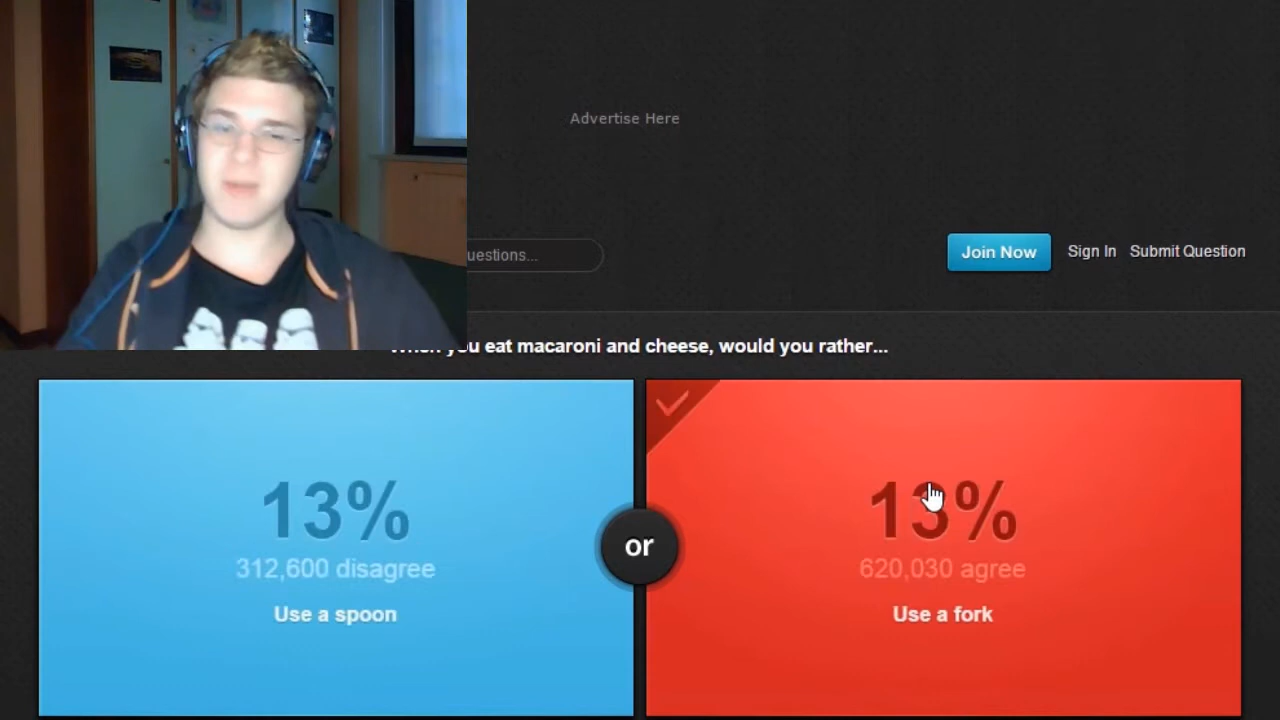 Advertise Here
uestions...
Join Now
Sign In
Submit Question
you eat macaroni and cheese, would you rather...
13%
312,600 disagree
Use a spoon
or
13%
620,030 agree
Use a fork